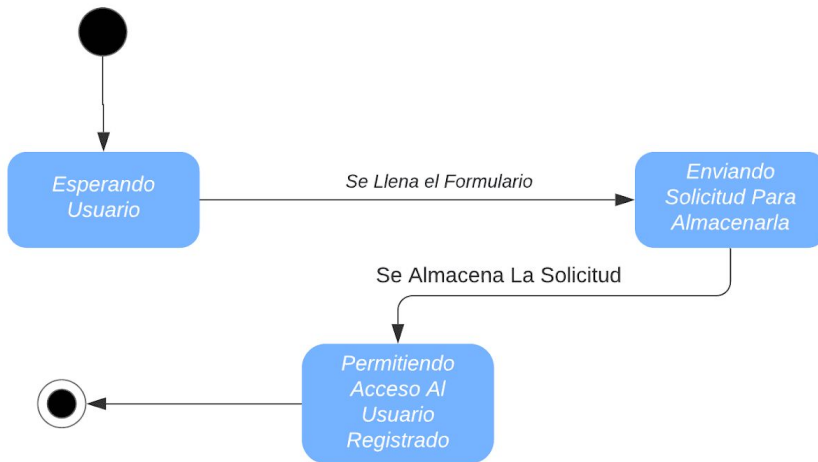 Esperando
Usuario
Se Llena el Formulario
Enviando
Solicitud Para
Almacenarla
Se Almacena La Solicitud
Permitiendo
Acceso Al
Usuario
Registrado